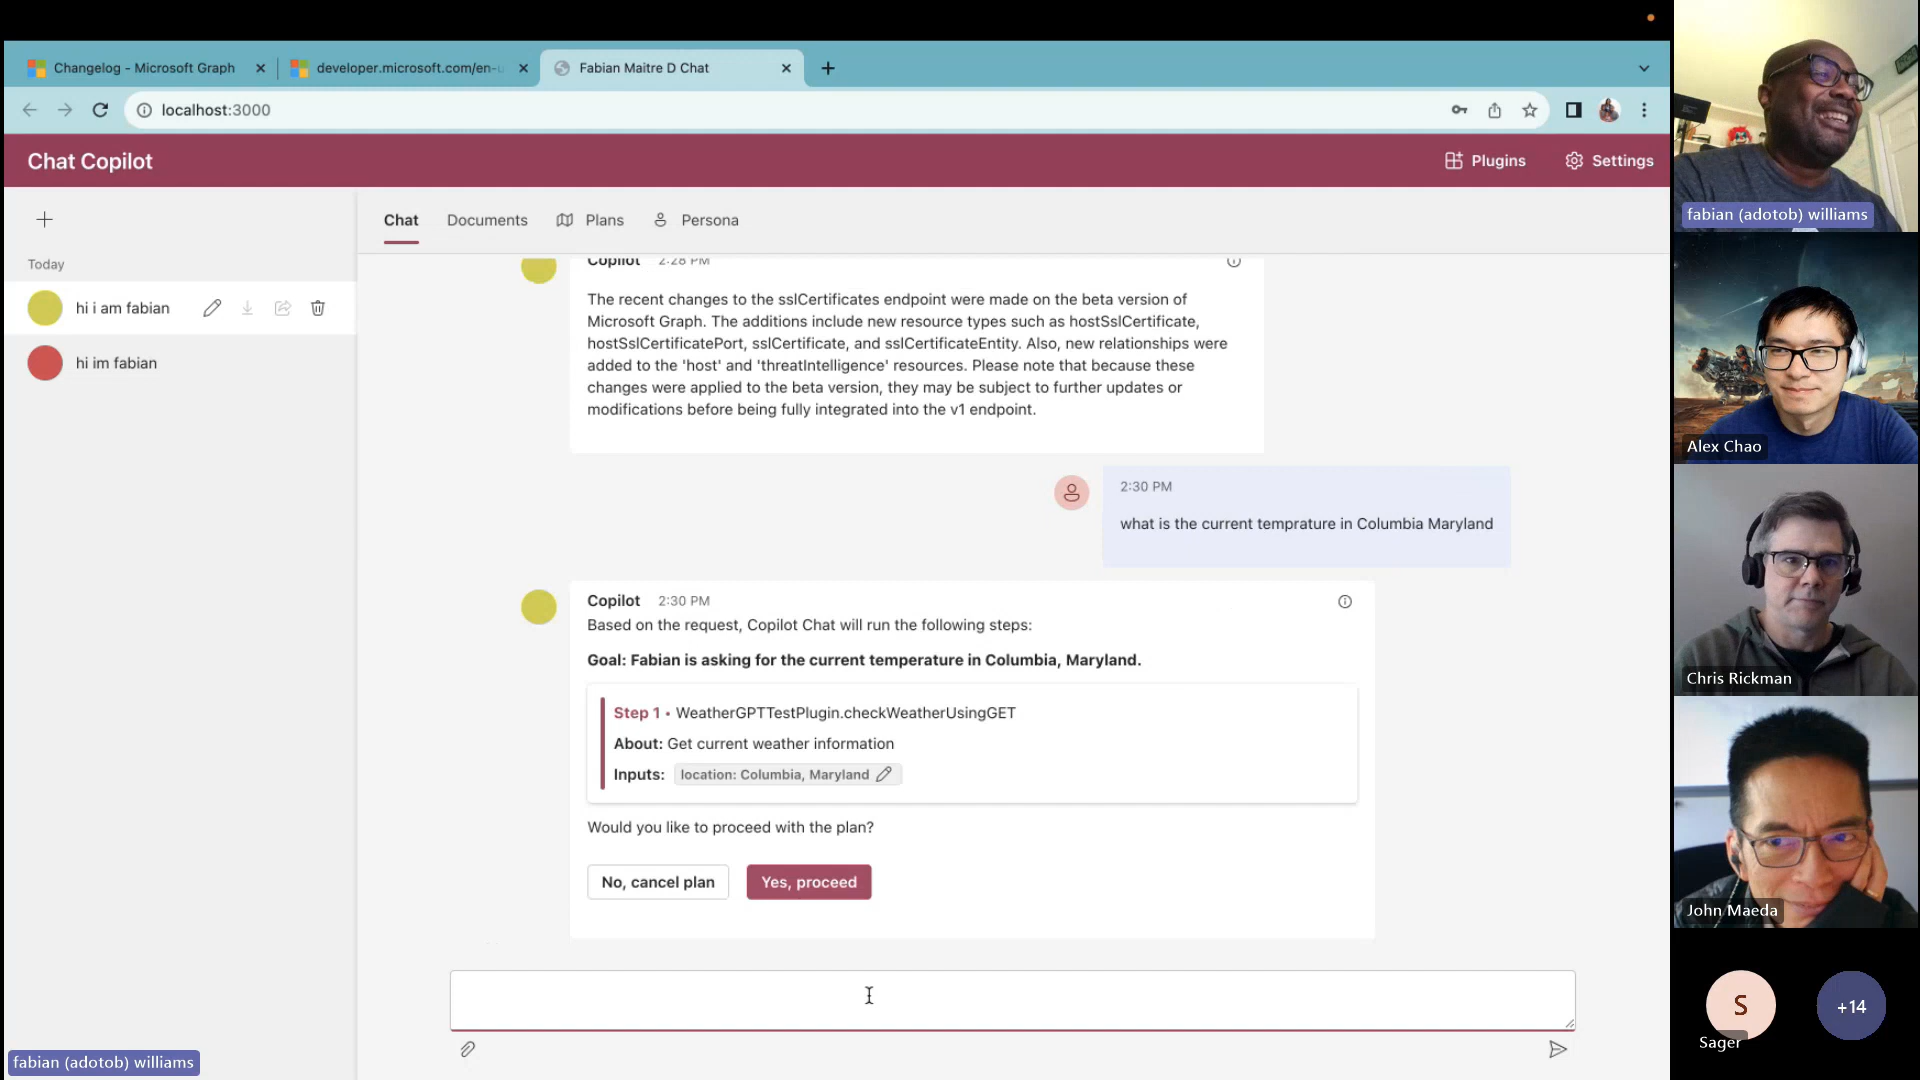 Changelog - Microsoft Graph
developer.microsoft.com/en-u
Fabian Maitre D Chat
localhost:3000
Chat Copilot
Plugins
Settings
Chat
Documents
Plans
Persona
Today
hi i am fabian
hi im fabian
Copilot 2:28 PM
The recent changes to the sslCertificates endpoint were made on the beta version of
Microsoft Graph. The additions include new resource types such as hostSslCertificate,
hostSslCertificatePort, sslCertificate, and sslCertificateEntity. Also, new relationships were
added to the 'host' and 'threatIntelligence' resources. Please note that because these
changes were applied to the beta version, they may be subject to further updates or
modifications before being fully integrated into the v1 endpoint.
2:30 PM
what is the current temprature in Columbia Maryland
Copilot 2:30 PM
Based on the request, Copilot Chat will run the following steps:
Goal: Fabian is asking for the current temperature in Columbia, Maryland.
Step 1 • WeatherGPTTestPlugin.checkWeatherUsingGET
About: Get current weather information
Inputs: location: Columbia, Maryland
Would you like to proceed with the plan?
No, cancel plan
Yes, proceed
fabian (adotob) williams
fabian (adotob) williams
Alex Chao
Chris Rickman
John Maeda
S
Sager
+14